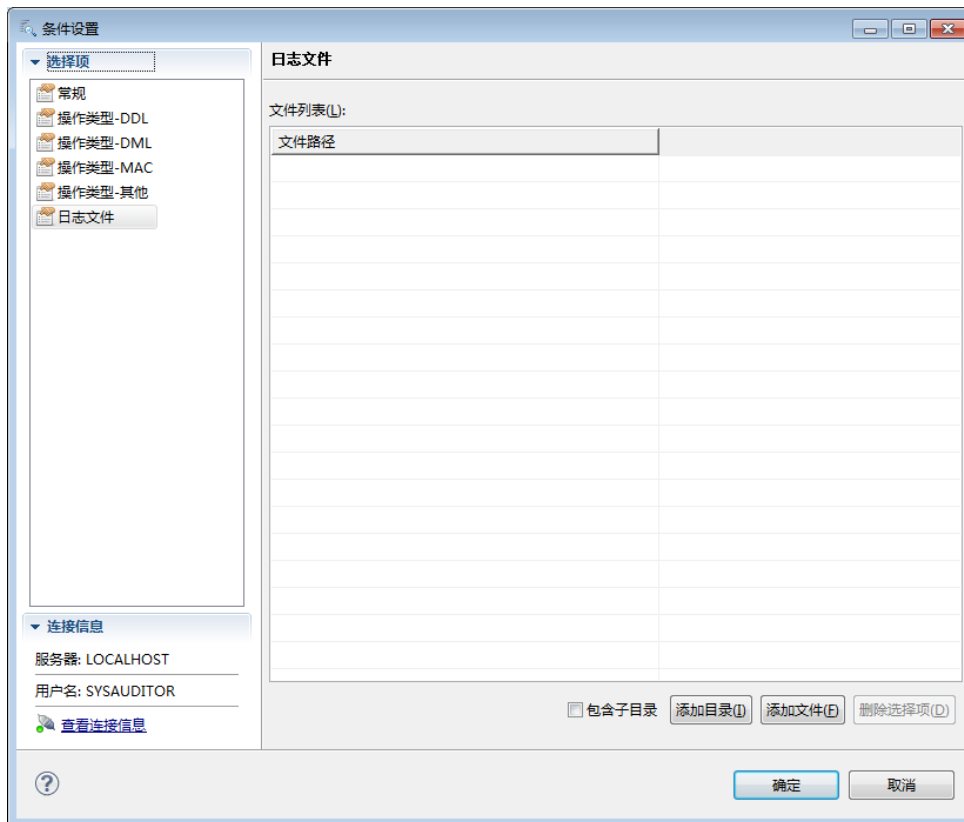 条件设置
选择项
常规
操作类型-DDL
操作类型-DML
操作类型-MAC
操作类型-其他
日志文件
连接信息
服务器: LOCALHOST
用户名: SYSAUDITOR
查看连接信息
日志文件
文件列表(L):
文件路径
包含子目录 添加目录(I) 添加文件(F) 删除选择项(D)
? 确定 取消